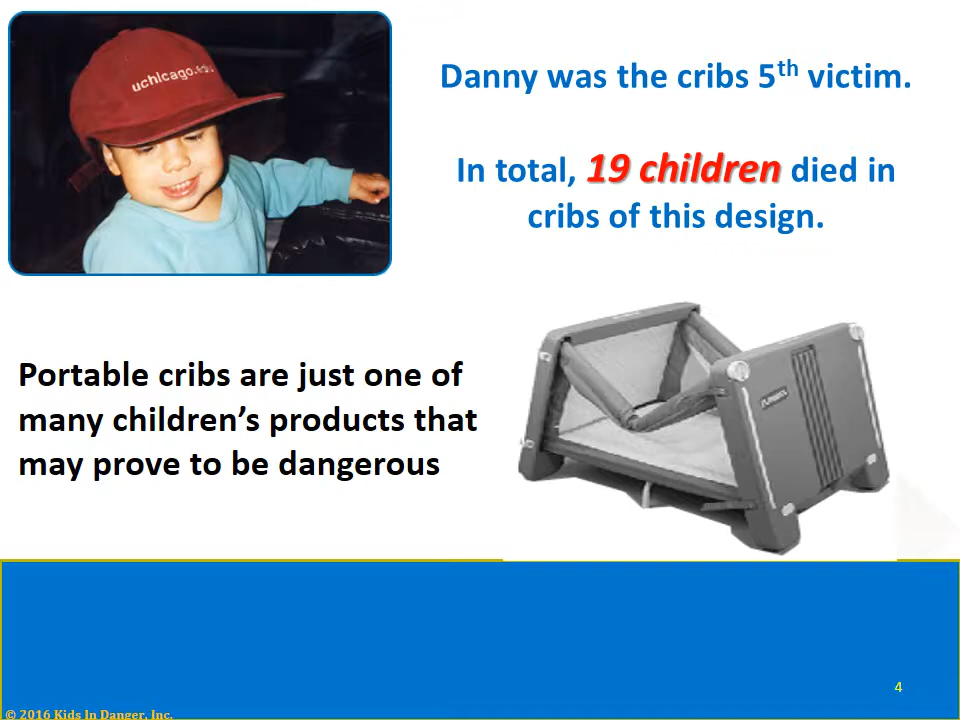 uchicago.edu
Danny was the cribs 5th victim.
In total, 19 children died in
cribs of this design.
Portable cribs are just one of
many children's products that
may prove to be dangerous
4
© 2016 Kids In Danger, Inc.